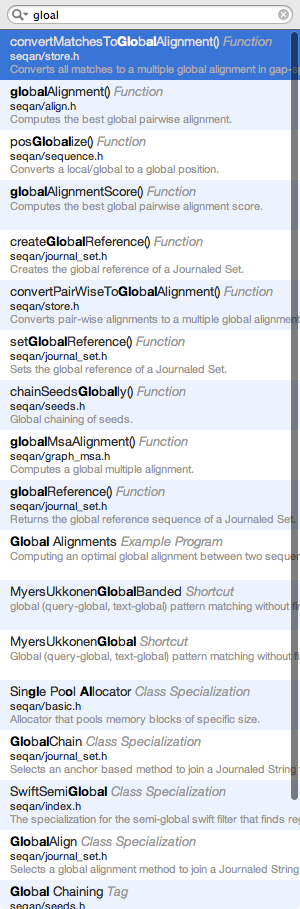 gloal
convertMatchesToGlobalAlignment() Function
seqan/store.h
Converts all matches to a multiple global alignment in gap-s
globalAlignment() Function
seqan/align.h
Computes the best global pairwise alignment.
posGlobalize() Function
seqan/sequence.h
Converts a local/global to a global position.
globalAlignmentScore() Function
Computes the best global pairwise alignment score.
createGlobalReference() Function
seqan/journal_set.h
Creates the global reference of a Journaled Set.
convertPairWiseToGlobalAlignment() Function
seqan/store.h
Converts pair-wise alignments to a multiple global alignment
setGlobalReference() Function
seqan/journal_set.h
Sets the global reference of a Journaled Set.
chainSeedsGlobally() Function
seqan/seeds.h
Global chaining of seeds.
globalMsaAlignment() Function
seqan/graph_msa.h
Computes a global multiple alignment.
globalReference() Function
seqan/journal_set.h
Returns the global reference sequence of a Journaled Set.
Global Alignments Example Program
Computing an optimal global alignment between two sequen
MyersUkkonenGlobalBanded Shortcut
global (query-global, text-global) pattern matching without fi
MyersUkkonenGlobal Shortcut
Global (query-global, text-global) pattern matching without fi
Single Pool Allocator Class Specialization
seqan/basic.h
Allocator that pools memory blocks of specific size.
GlobalChain Class Specialization
seqan/journal_set.h
Selects an anchor based method to join a Journaled String t
SwiftSemiGlobal Class Specialization
seqan/index.h
The specialization for the semi-global swift filter that finds re
GlobalAlign Class Specialization
seqan/journal_set.h
Selects a global alignment method to join a Journaled String
Global Chaining Tag
seqan/seeds.h